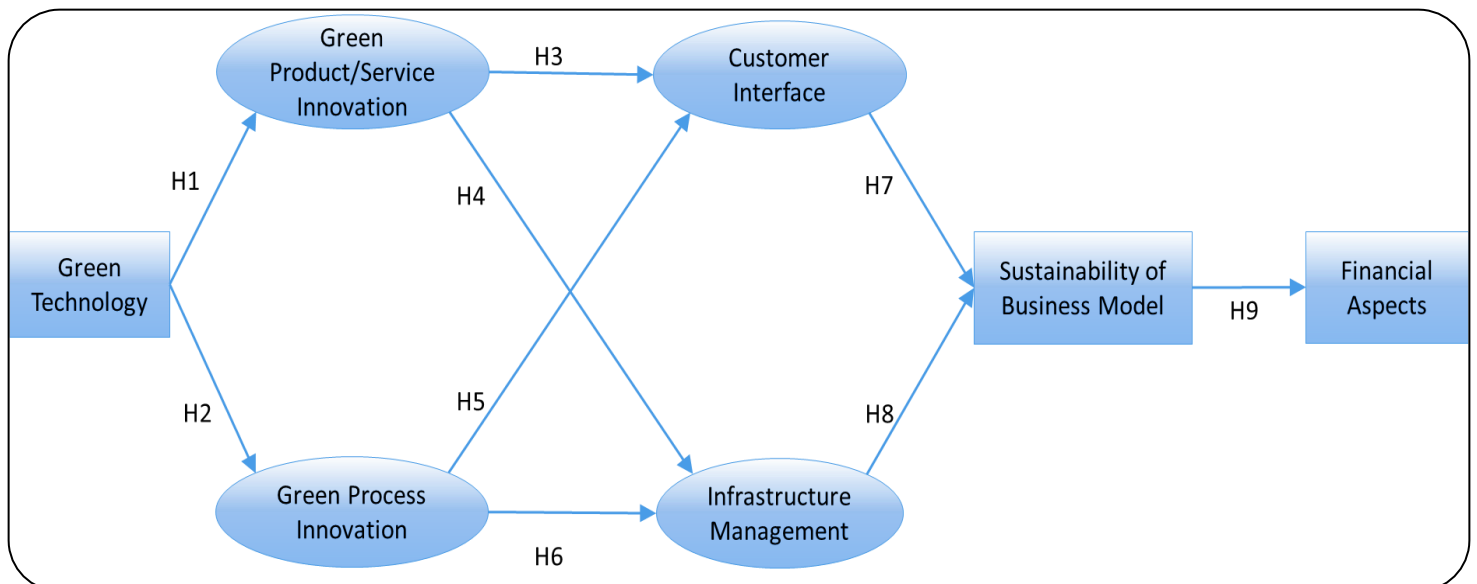 Green
Product/Service
Innovation
H3
Customer
Interface
H1
H4
H7
Green
Technology
Sustainability of
Business Model
H9
Financial
Aspects
H2
H5
H8
Green Process
Innovation
H6
Infrastructure
Management